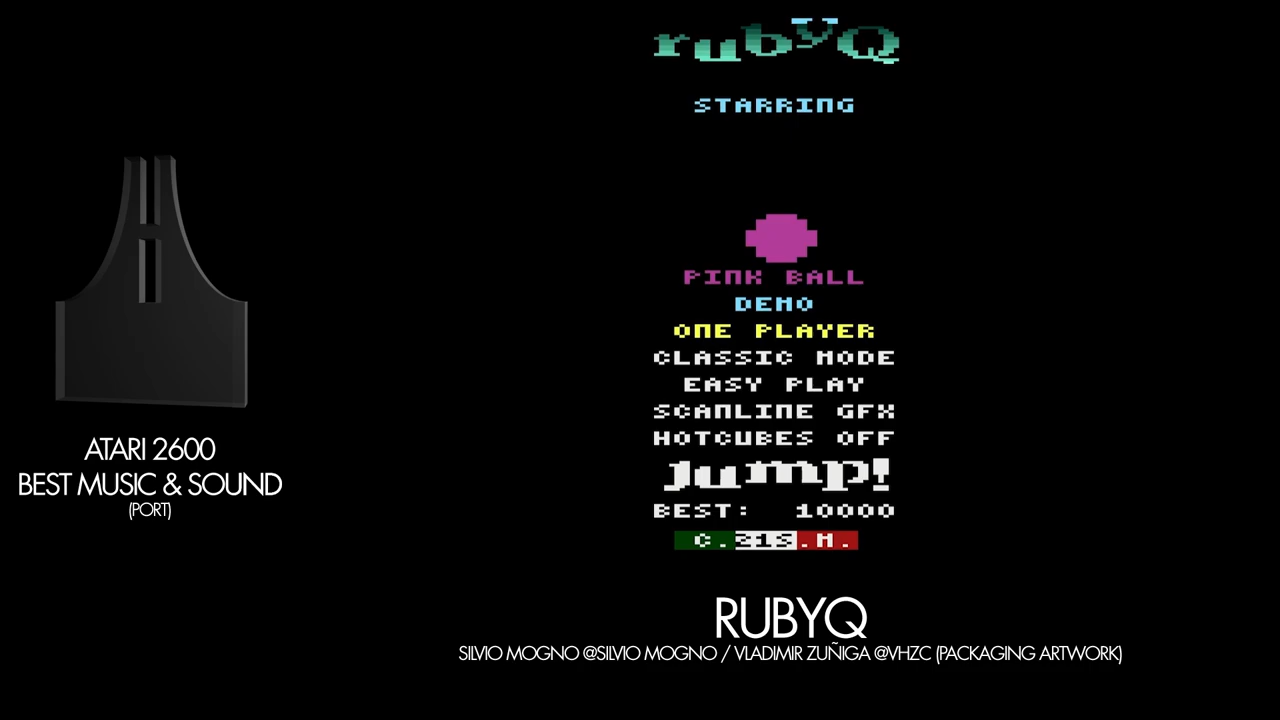 rubyQ
STARRING
PINK BALL
DEMO
ONE PLAYER
CLASSIC MODE
EASY PLAY
SCANLINE GFX
HOTCUBES OFF
Jump!
BEST: 10000
C.21S.M.
ATARI 2600
BEST MUSIC & SOUND
(PORT)
RUBYQ
SILVIO MOGNO @SILVIO MOGNO / VLADIMIR ZUÑIGA @VHZC (PACKAGING ARTWORK)